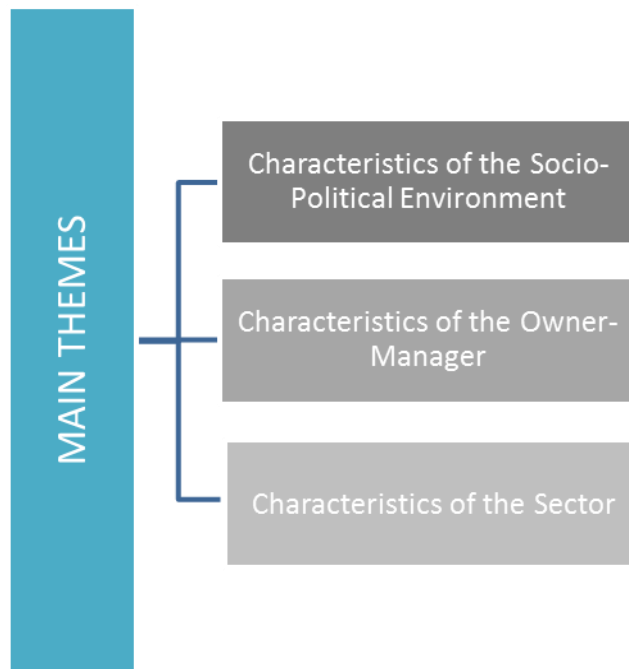 MAIN THEMES
Characteristics of the Socio-
Political Environment
Characteristics of the Owner-
Manager
Characteristics of the Sector